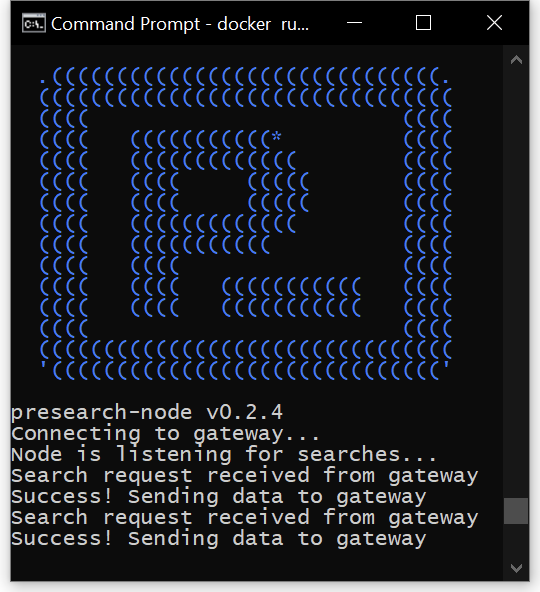 Command Prompt - docker ru...
presearch-node v0.2.4
Connecting to gateway...
Node is listening for searches...
Search request received from gateway
Success! Sending data to gateway
Search request received from gateway
Success! Sending data to gateway